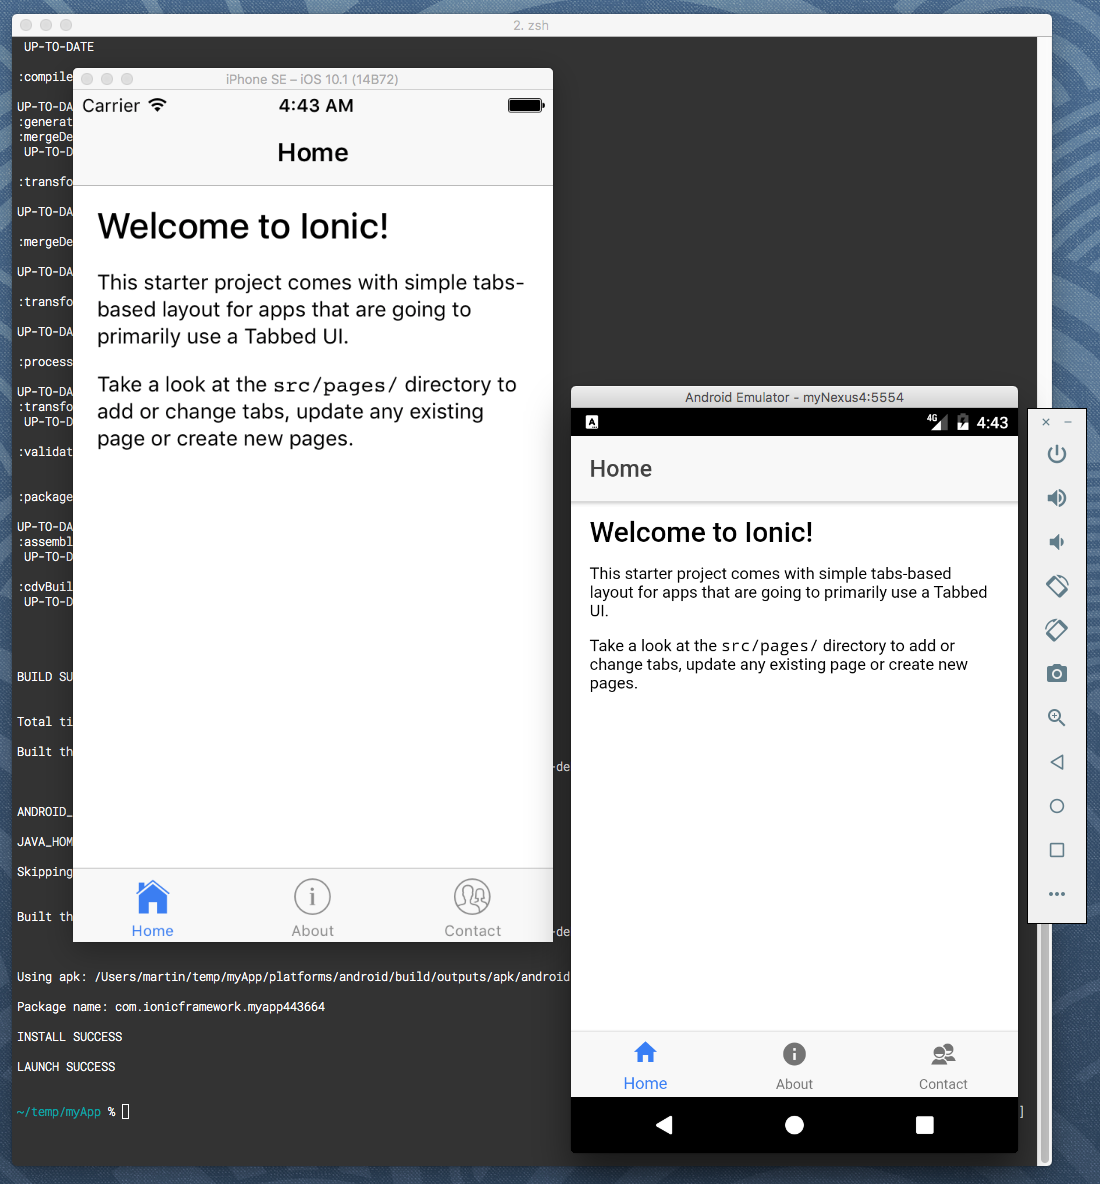 2. zsh
UP-TO-DATE
:compile
UP-TO-DA
:generat
:mergeDe
UP-TO-D
:transfo
UP-TO-DA
:mergeDe
UP-TO-DA
:transfo
UP-TO-DA
:process
UP-TO-DA
:transfo
UP-TO-D
:validat
:package
UP-TO-DA
:assembl
UP-TO-D
:cdvBuil
UP-TO-D
BUILD SU
Total ti
Built th
-de
ANDROID_
JAVA_HOM
Skipping
Built th
-de
Using apk: /Users/martin/temp/myApp/platforms/android/build/outputs/apk/android
Package name: com.ionicframework.myapp443664
INSTALL SUCCESS
LAUNCH SUCCESS
~/temp/myApp %
]
iPhone SE – iOS 10.1 (14B72)
Carrier 4:43 AM
Home
Welcome to Ionic!
This starter project comes with simple tabs-
based layout for apps that are going to
primarily use a Tabbed UI.
Take a look at the src/pages/ directory to
add or change tabs, update any existing
page or create new pages.
Home About Contact
Android Emulator - myNexus4:5554
A 4G 4:43
Home
Welcome to Ionic!
This starter project comes with simple tabs-based
layout for apps that are going to primarily use a Tabbed
UI.
Take a look at the src/pages/ directory to add or
change tabs, update any existing page or create new
pages.
Home About Contact